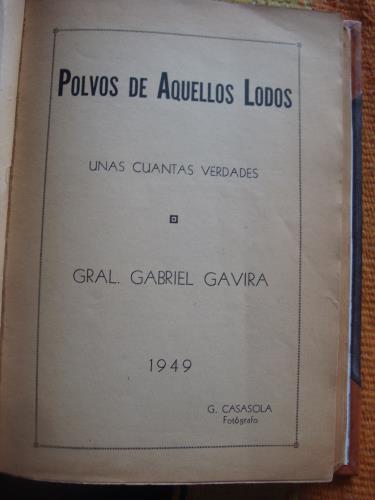 POLVOS DE AQUELLOS LODOS
UNAS CUANTAS VERDADES
GRAL. GABRIEL GAVIRA
1949
G. CASASOLA
Fotógrafo